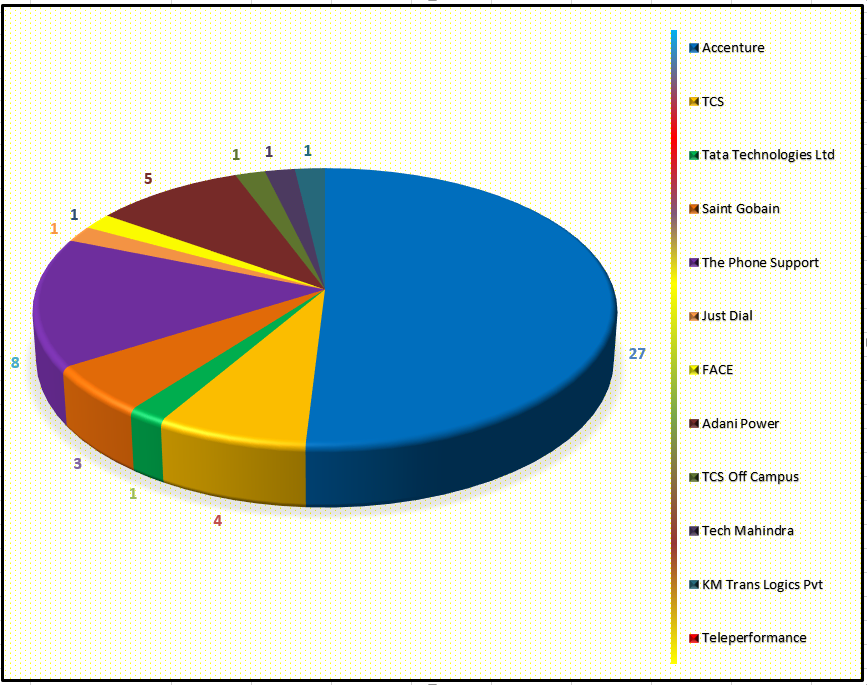 1
1
1
5
1
1
8
27
3
1
4
Accenture
TCS
Tata Technologies Ltd
Saint Gobain
The Phone Support
Just Dial
FACE
Adani Power
TCS Off Campus
Tech Mahindra
KM Trans Logics Pvt
Teleperformance